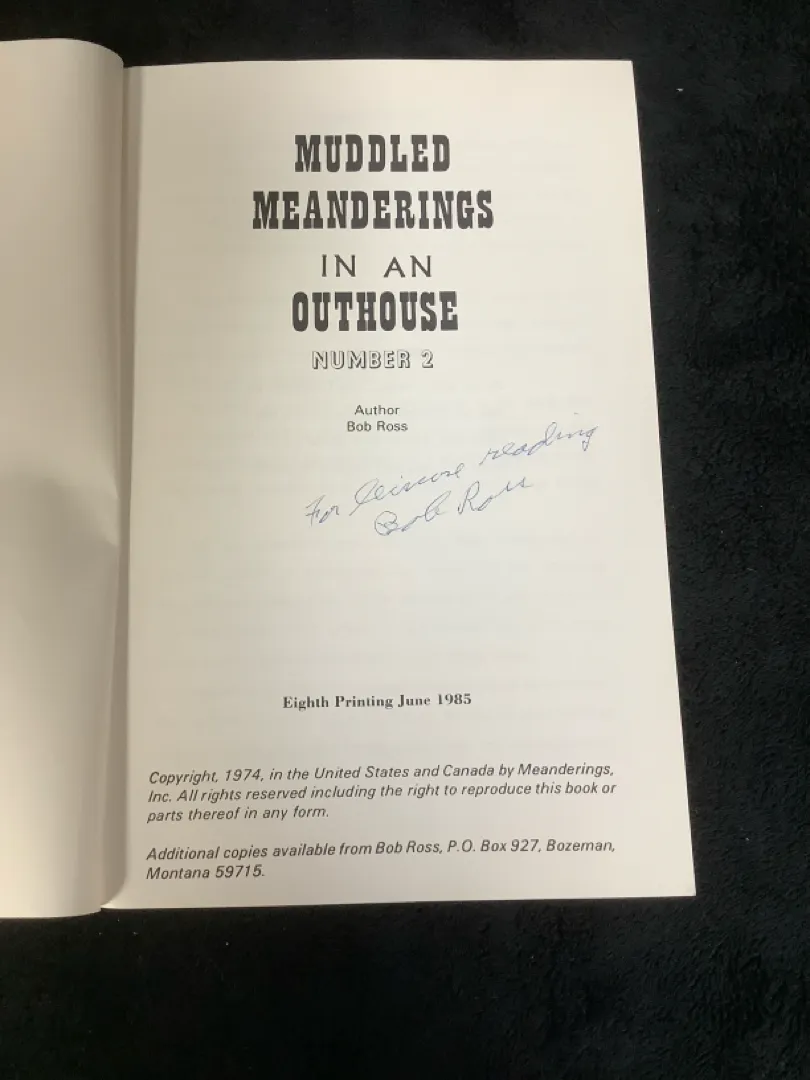 MUDDLED
MEANDERINGS
IN AN
OUTHOUSE
NUMBER 2
Author
Bob Ross
For leisure reading
Bob Ross
Eighth Printing June 1985
Copyright, 1974, in the United States and Canada by Meanderings,
Inc. All rights reserved including the right to reproduce this book or
parts thereof in any form.
Additional copies available from Bob Ross, P.O. Box 927, Bozeman,
Montana 59715.